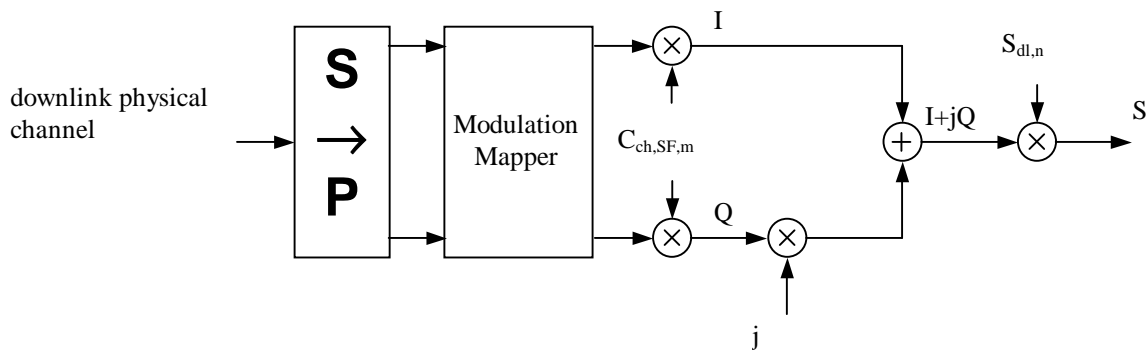 downlink physical
channel
S
→
P
Modulation
Mapper
I
C_ch,SF,m
Q
j
I+jQ
S_dl,n
S